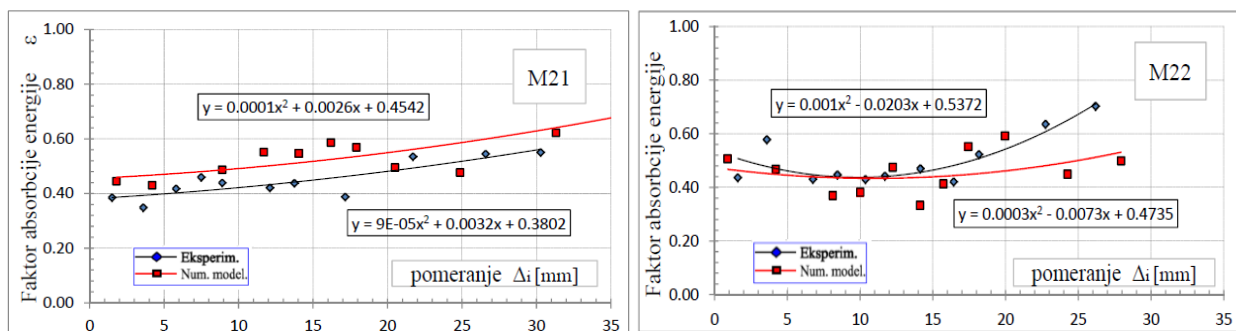 Faktor absorbcije energije ε
1.00
0.80
0.60
0.40
0.20
0.00
M21
y = 0.0001x² + 0.0026x + 0.4542
y = 9E-05x² + 0.0032x + 0.3802
Eksperim.
Num. model.
pomeranje Δi [mm]
0 5 10 15 20 25 30 35
Faktor absorbcije energije
1.00
0.80
0.60
0.40
0.20
0.00
M22
y = 0.001x² - 0.0203x + 0.5372
y = 0.0003x² - 0.0073x + 0.4735
Eksperim.
Num. model.
pomeranje Δi [mm]
0 5 10 15 20 25 30 35